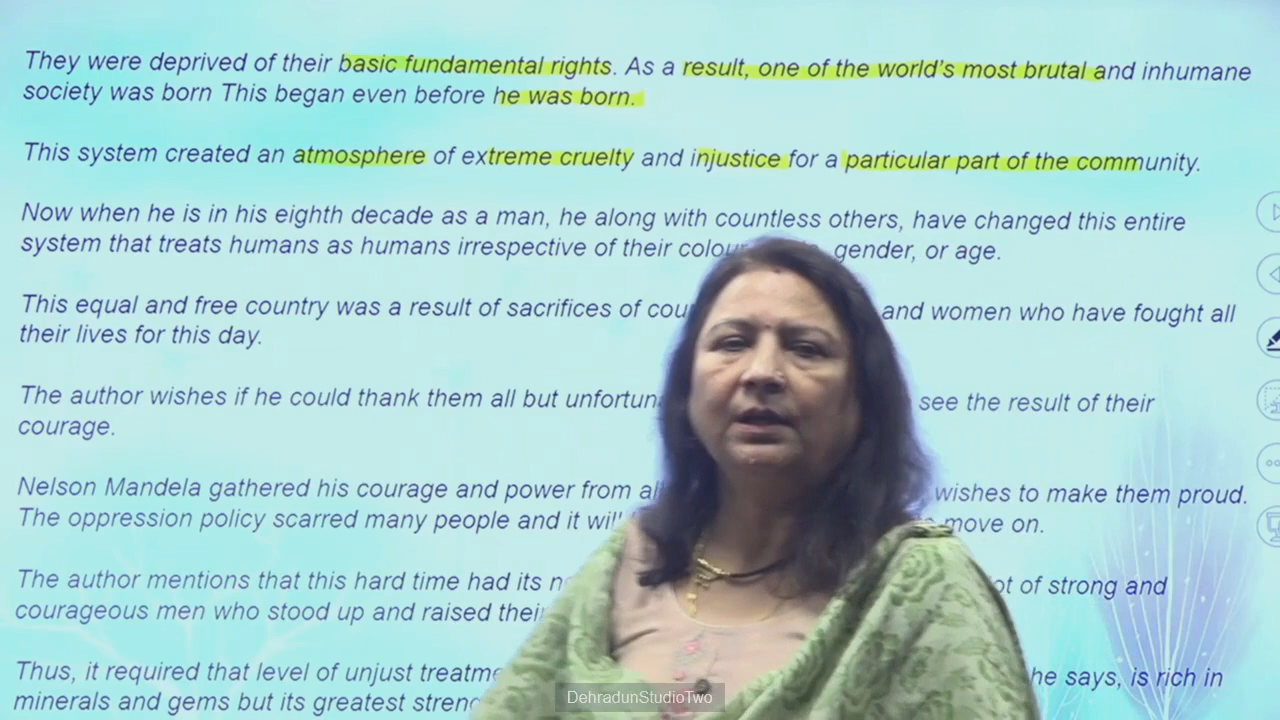 They were deprived of their basic fundamental rights. As a result, one of the world's most brutal and inhumane
society was born This began even before he was born.
This system created an atmosphere of extreme cruelty and injustice for a particular part of the community.
Now when he is in his eighth decade as a man, he along with countless others, have changed this entire
system that treats humans as humans irrespective of their gender, or age.
This equal and free country was a result of sacrifices of and women who have fought all
their lives for this day.
The author wishes if he could thank them all but see the result of their
courage.
Nelson Mandela gathered his courage and power from wishes to make them proud.
The oppression policy scarred many people and it move on.
The author mentions that this hard time had its of strong and
courageous men who stood up and raised
Thus, it required that level of unjust he says, is rich in
minerals and gems but its greatest
DehradunStudioTwo